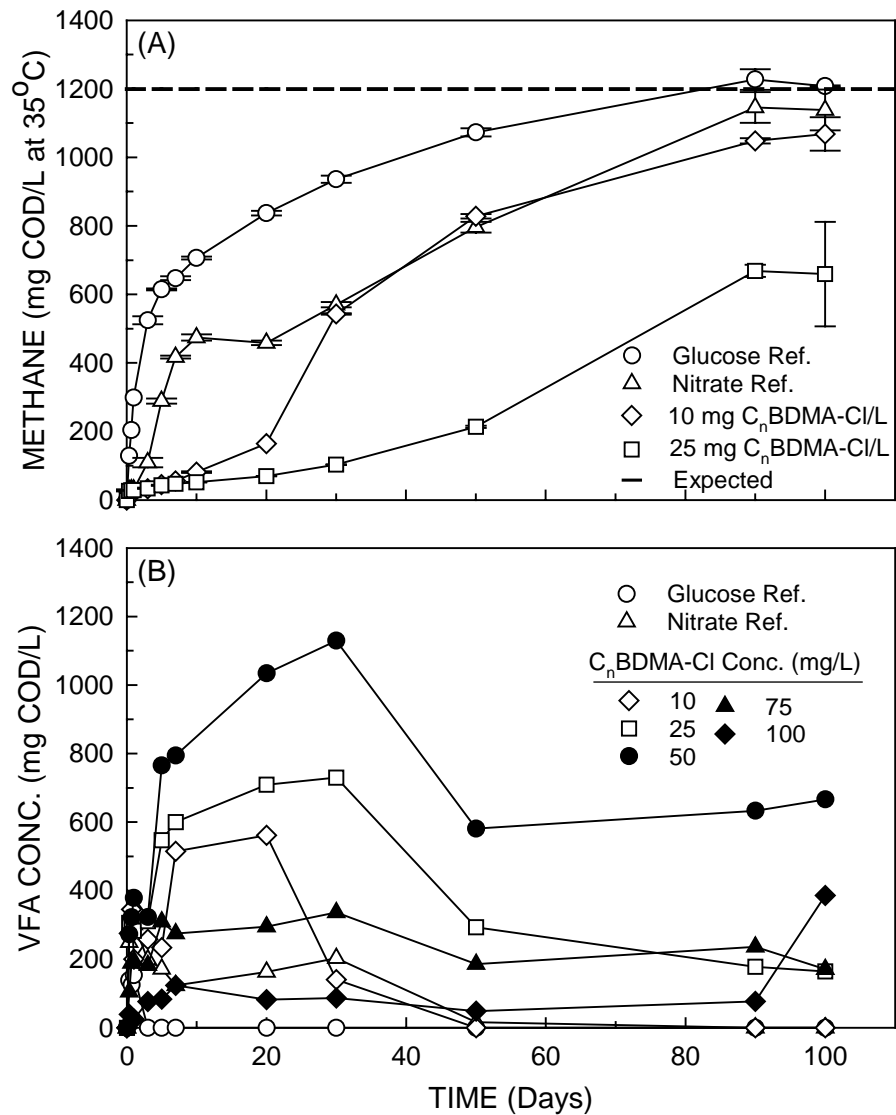 (A)
METHANE (mg COD/L at 35°C)
1400
1200
1000
800
600
400
200
0
Glucose Ref.
Nitrate Ref.
10 mg CnBDMA-Cl/L
25 mg CnBDMA-Cl/L
Expected
(B)
VFA CONC. (mg COD/L)
1400
1200
1000
800
600
400
200
0
Glucose Ref.
Nitrate Ref.
CnBDMA-Cl Conc. (mg/L)
10 75
25 100
50
0 20 40 60 80 100
TIME (Days)